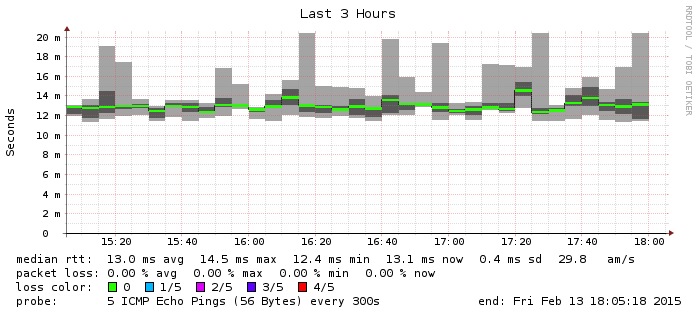 Last 3 Hours
RRDTOOL / TOBI OETIKER
Seconds
20 m
18 m
16 m
14 m
12 m
10 m
8 m
6 m
4 m
2 m
0
15:20 15:40 16:00 16:20 16:40 17:00 17:20 17:40 18:00
median rtt: 13.0 ms avg 14.5 ms max 12.4 ms min 13.1 ms now 0.4 ms sd 29.8 am/s
packet loss: 0.00 % avg 0.00 % max 0.00 % min 0.00 % now
loss color: 0 1/5 2/5 3/5 4/5
probe: 5 ICMP Echo Pings (56 Bytes) every 300s end: Fri Feb 13 18:05:18 2015